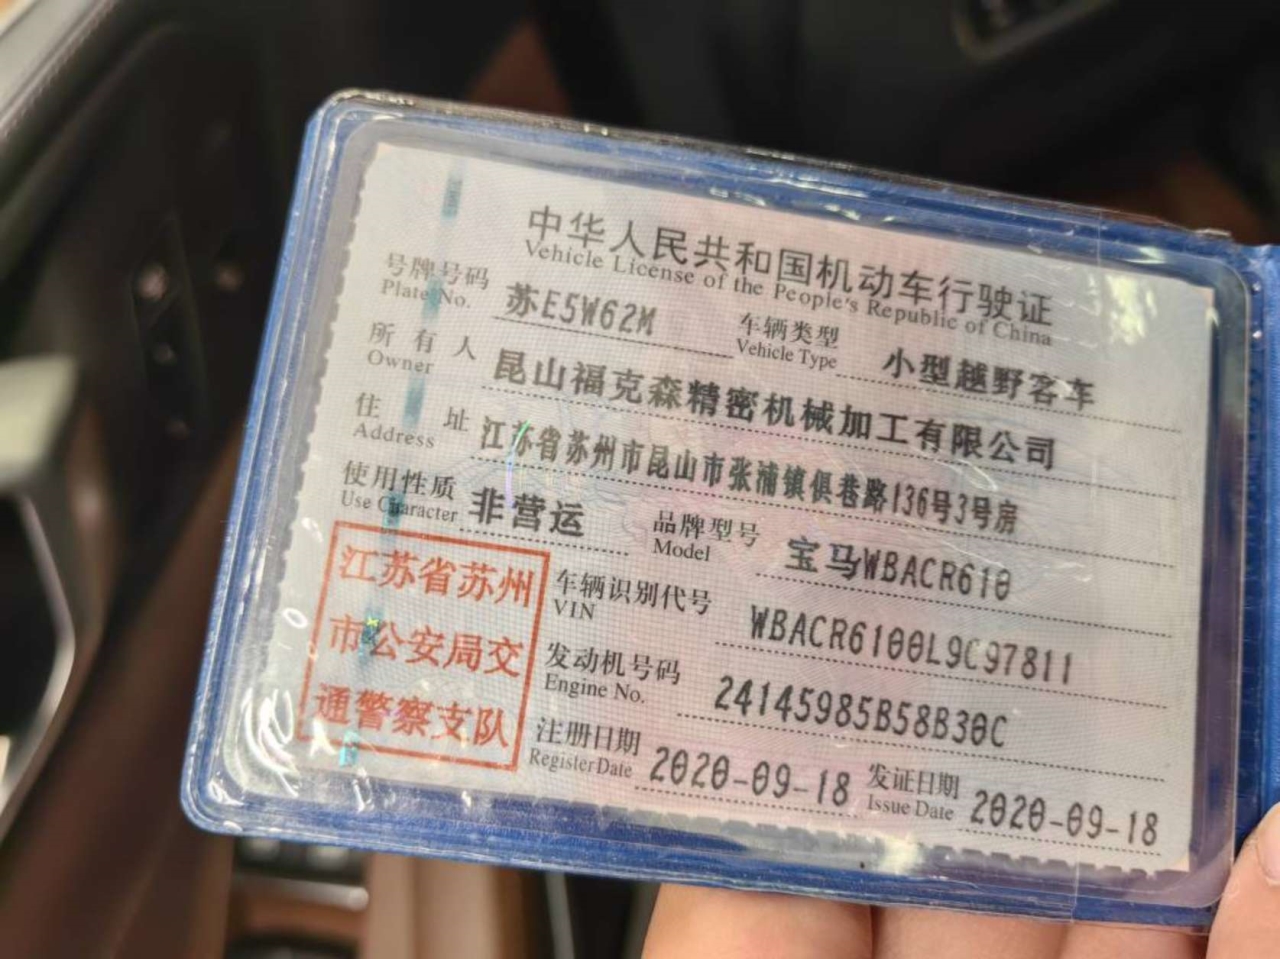 中华人民共和国机动车行驶证
Vehicle License of the People's Republic of China
号牌号码 苏E5W62M 车辆类型 小型越野客车
Plate No. Vehicle Type
所有人 昆山福克森精密机械加工有限公司
Owner
住址 江苏省苏州市昆山市张浦镇俱巷路136号3号房
Address
使用性质 非营运 品牌型号 宝马WBACR610
Use Character Model
江苏省苏州
市公安局交
通警察支队
车辆识别代号 WBACR6100L9C97811
VIN
发动机号码 24145985B58B30C
Engine No.
注册日期 2020-09-18 发证日期 2020-09-18
Register Date Issue Date